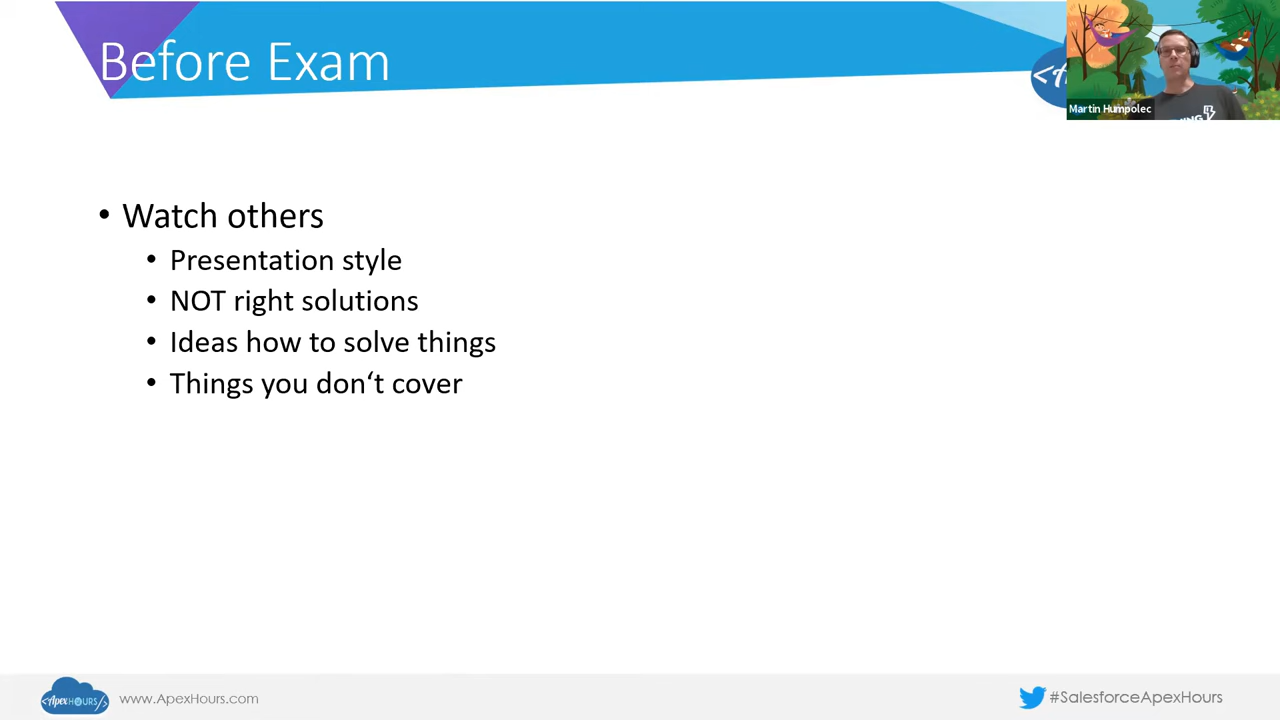 Before Exam
Martin Humpolec
• Watch others
• Presentation style
• NOT right solutions
• Ideas how to solve things
• Things you don‘t cover
<ApexHOURS/>
www.ApexHours.com
#SalesforceApexHours